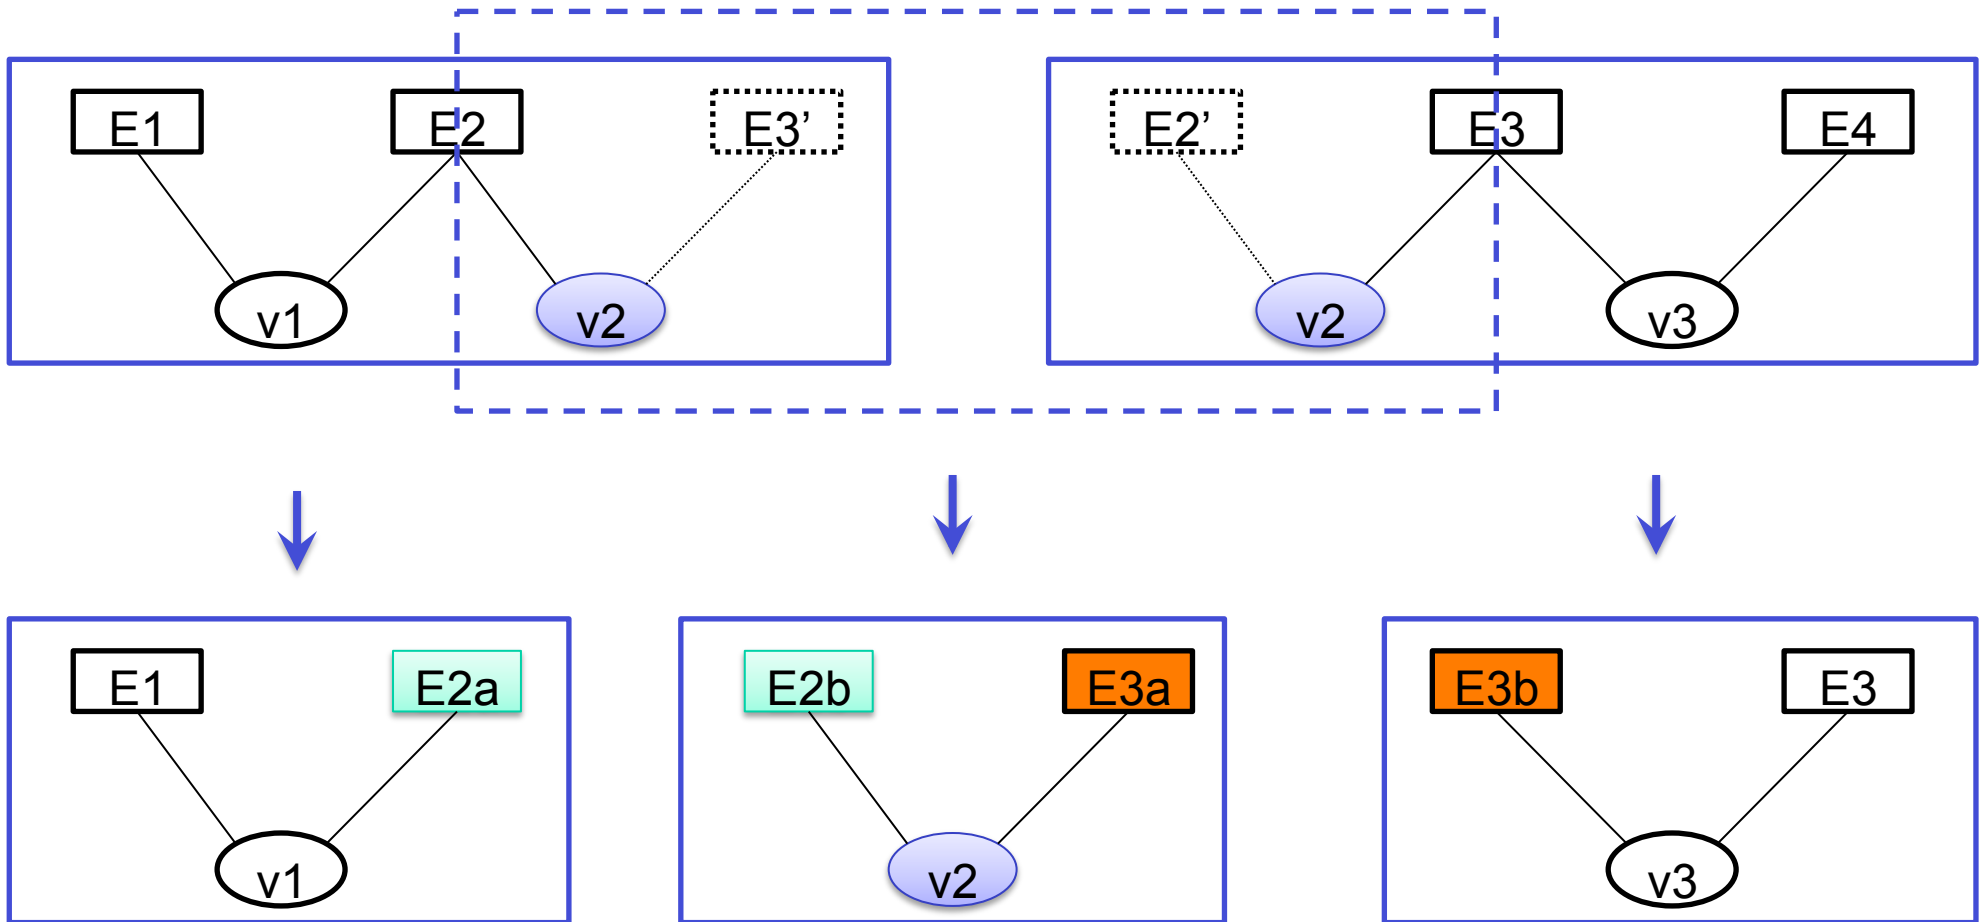 E1 E2 E3’ E2’ E3 E4
v1 v2 v2 v3
E1 E2a E2b E3a E3b E3
v1 v2 v3